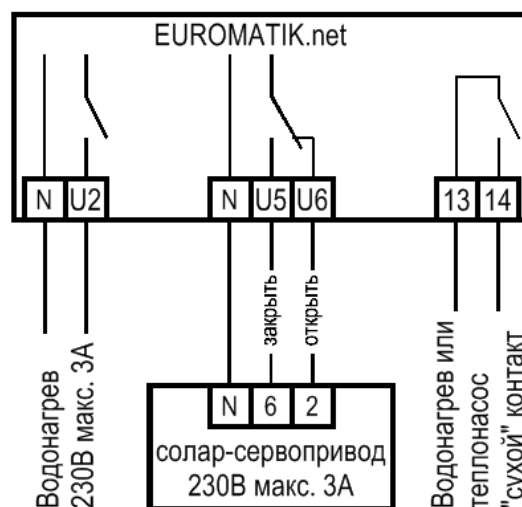 EUROMATIK.net
N U2 N U5 U6 13 14
закрыть
открыть
Водонагрев
230В макс. 3А
N 6 2
солар-сервопривод
230В макс. 3А
Водонагрев или
теплонасос
"сухой" контакт